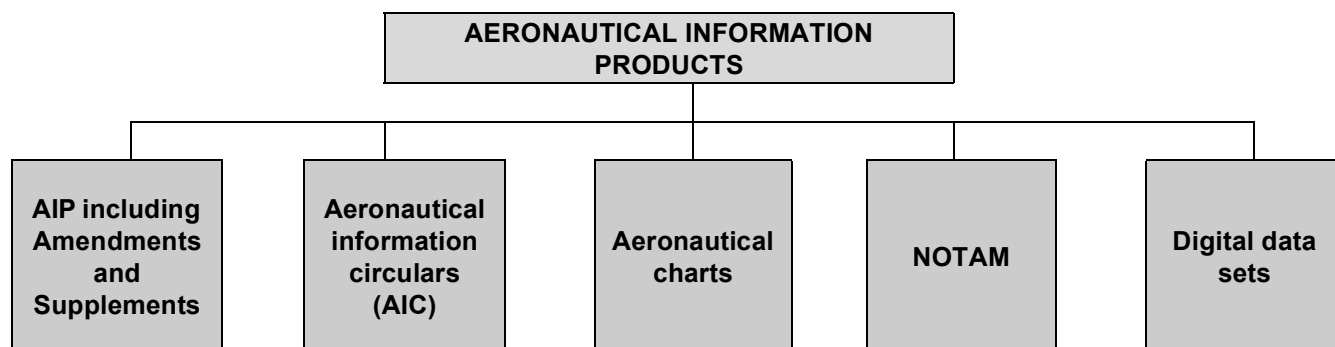 AERONAUTICAL INFORMATION
PRODUCTS
AIP including
Amendments
and
Supplements
Aeronautical
information
circulars
(AIC)
Aeronautical
charts
NOTAM
Digital data
sets